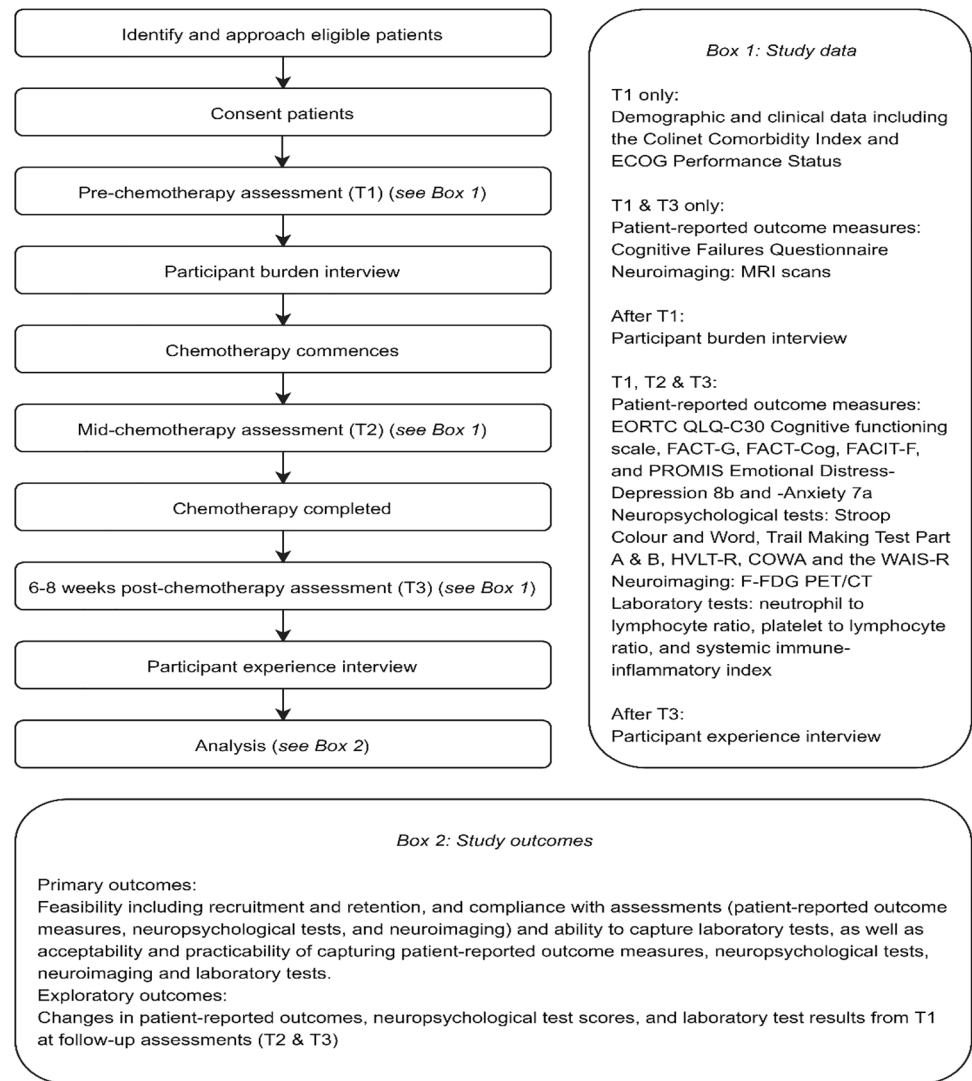 Identify and approach eligible patients
Consent patients
Pre-chemotherapy assessment (T1) (see Box 1)
Participant burden interview
Chemotherapy commences
Mid-chemotherapy assessment (T2) (see Box 1)
Chemotherapy completed
6-8 weeks post-chemotherapy assessment (T3) (see Box 1)
Participant experience interview
Analysis (see Box 2)
Box 1: Study data
T1 only:
Demographic and clinical data including
the Colinet Comorbidity Index and
ECOG Performance Status
T1 & T3 only:
Patient-reported outcome measures:
Cognitive Failures Questionnaire
Neuroimaging: MRI scans
After T1:
Participant burden interview
T1, T2 & T3:
Patient-reported outcome measures:
EORTC QLQ-C30 Cognitive functioning
scale, FACT-G, FACT-Cog, FACIT-F,
and PROMIS Emotional Distress-
Depression 8b and -Anxiety 7a
Neuropsychological tests: Stroop
Colour and Word, Trail Making Test Part
A & B, HVLT-R, COWA and the WAIS-R
Neuroimaging: F-FDG PET/CT
Laboratory tests: neutrophil to
lymphocyte ratio, platelet to lymphocyte
ratio, and systemic immune-
inflammatory index
After T3:
Participant experience interview
Box 2: Study outcomes
Primary outcomes:
Feasibility including recruitment and retention, and compliance with assessments (patient-reported outcome
measures, neuropsychological tests, and neuroimaging) and ability to capture laboratory tests, as well as
acceptability and practicability of capturing patient-reported outcome measures, neuropsychological tests,
neuroimaging and laboratory tests.
Exploratory outcomes:
Changes in patient-reported outcomes, neuropsychological test scores, and laboratory test results from T1
at follow-up assessments (T2 & T3)